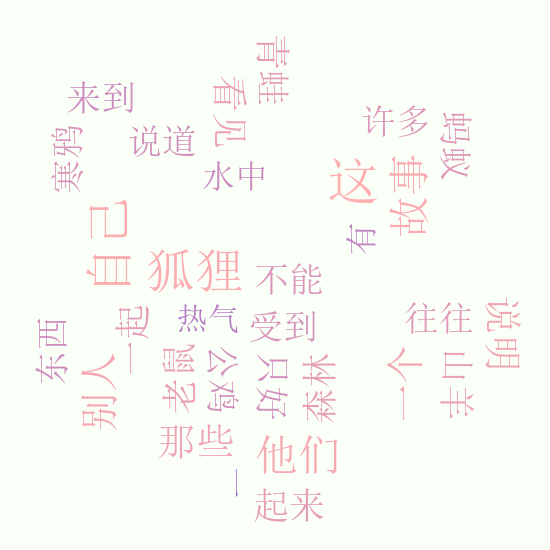 青蛙
看见
来到
许多
蚂蚁
说道
寒鸦
水中
这
故事
自己
有
狐狸
不能
热气
受到
往往
说明
东西
一起
老鼠
公鸡
只好
森林
一个
山羊
别人
那些
他们
一
起来